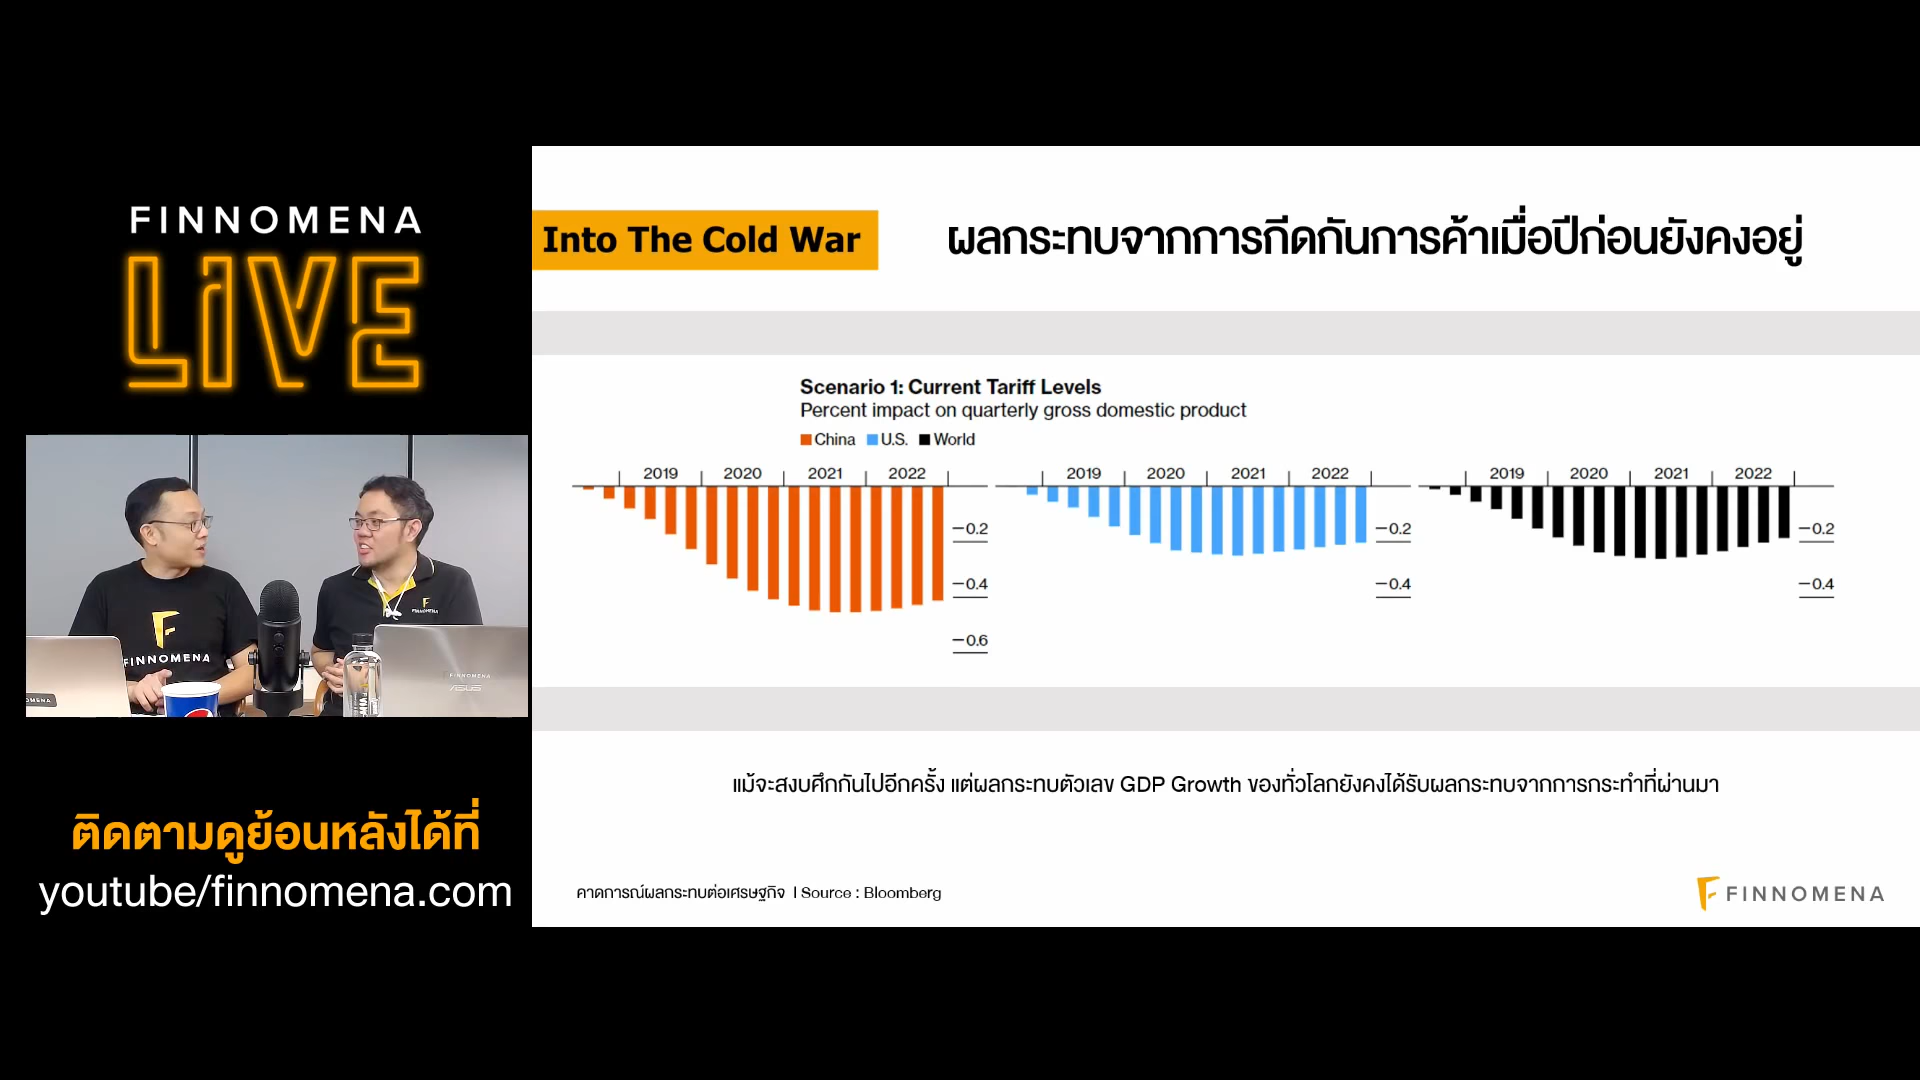 FINNOMENA
LIVE
FINNOMENA
FINNOMENA
FINNOMENA
ASUS
ติดตามดูย้อนหลังได้ที่
youtube/finnomena.com
Into The Cold War
ผลกระทบจากการกีดกันการค้าเมื่อปีก่อนยังคงอยู่
Scenario 1: Current Tariff Levels
Percent impact on quarterly gross domestic product
China U.S. World
2019 2020 2021 2022
-0.2
-0.4
-0.6
2019 2020 2021 2022
-0.2
-0.4
2019 2020 2021 2022
-0.2
-0.4
แม้จะสงบศึกกันไปอีกครั้ง แต่ผลกระทบตัวเลข GDP Growth ของทั่วโลกยังคงได้รับผลกระทบจากการกระทำที่ผ่านมา
คาดการณ์ผลกระทบต่อเศรษฐกิจ | Source : Bloomberg
FINNOMENA